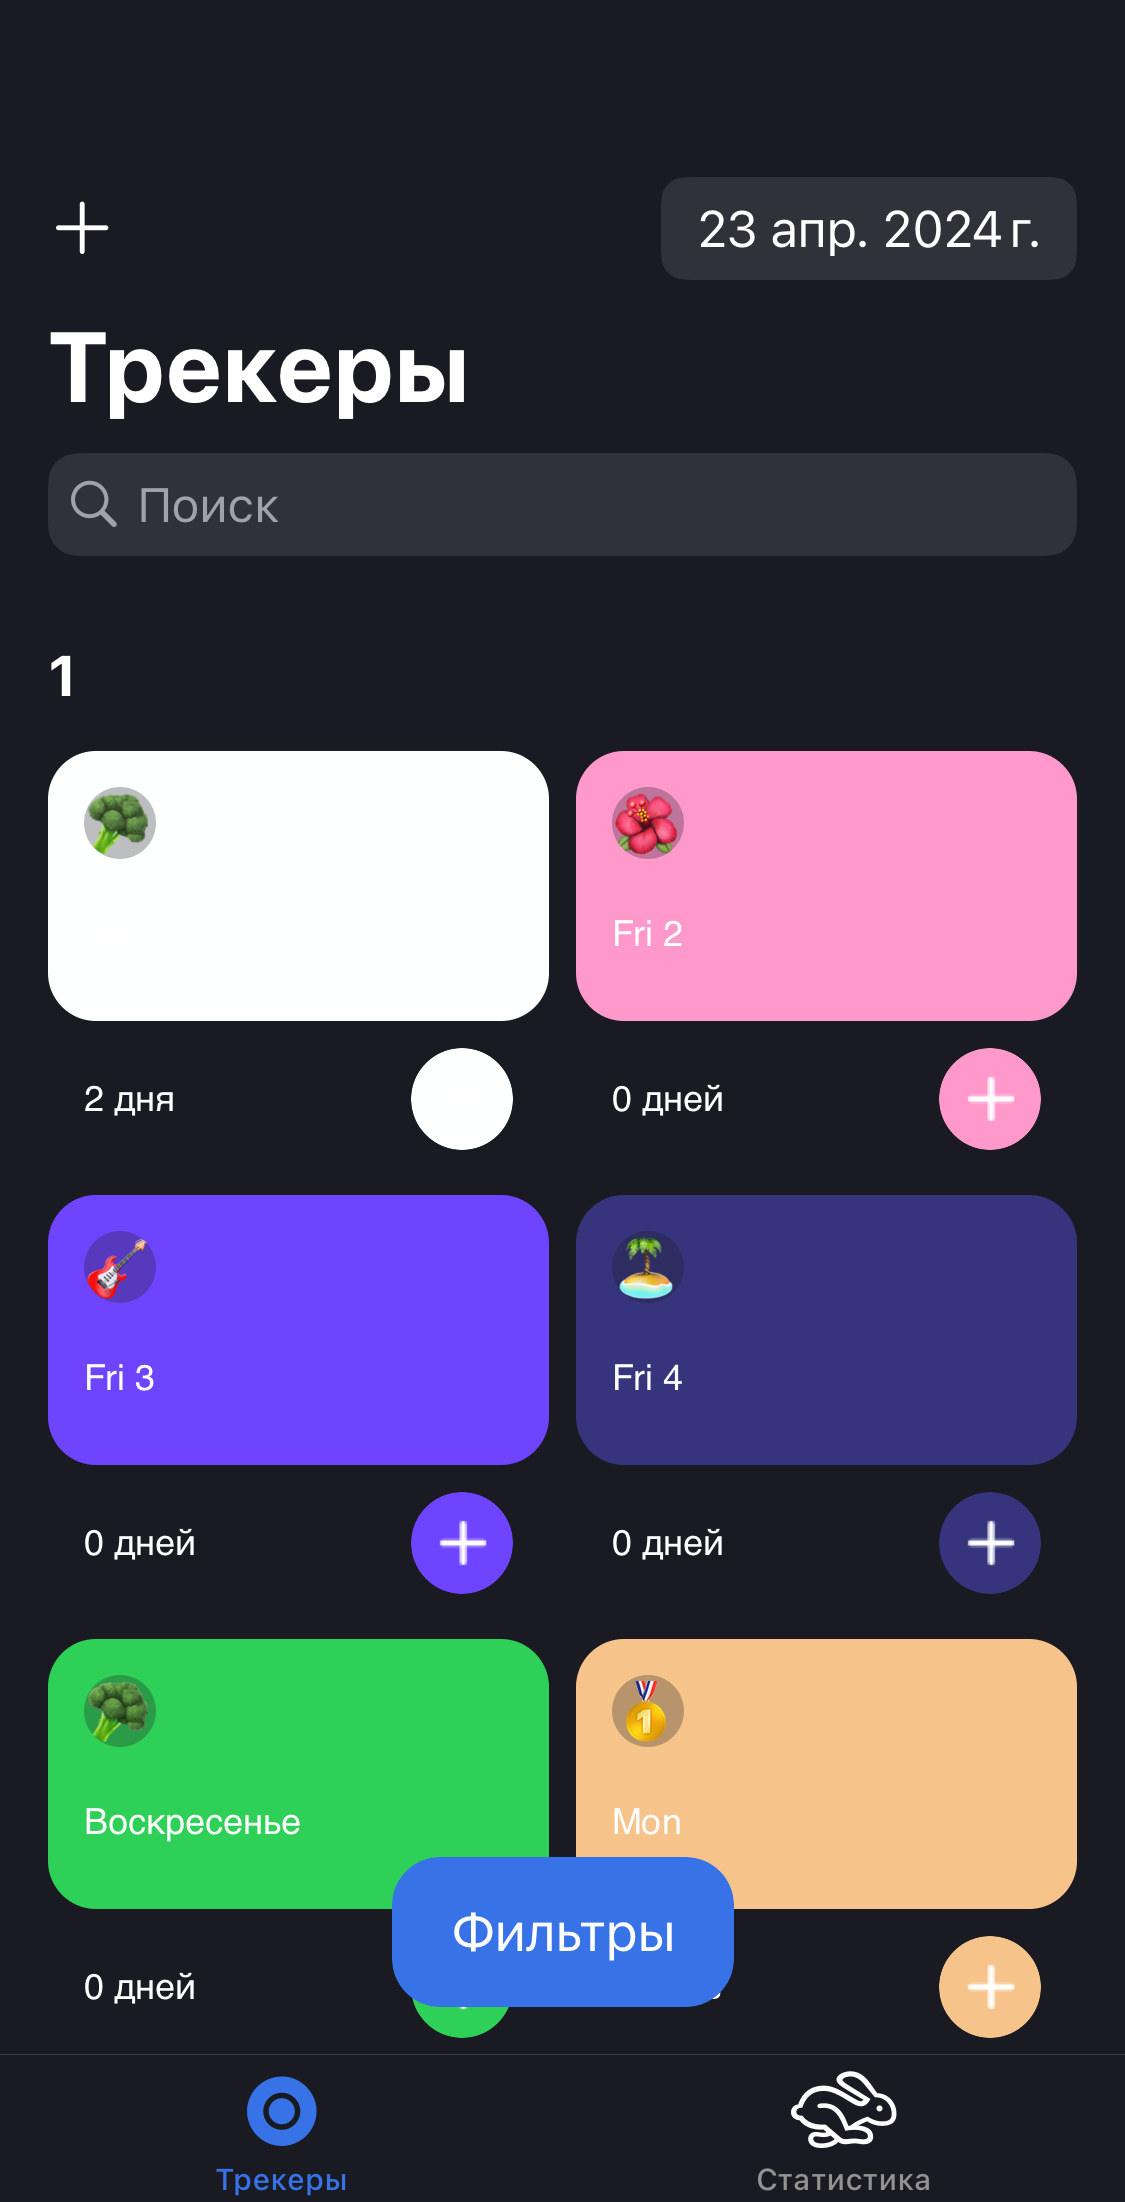 23 апр. 2024 г.
Трекеры
Поиск
1
Fri 2
2 дня
0 дней
Fri 3
Fri 4
0 дней
0 дней
1
Воскресенье
Mon
Фильтры
0 дней
Трекеры
Статистика